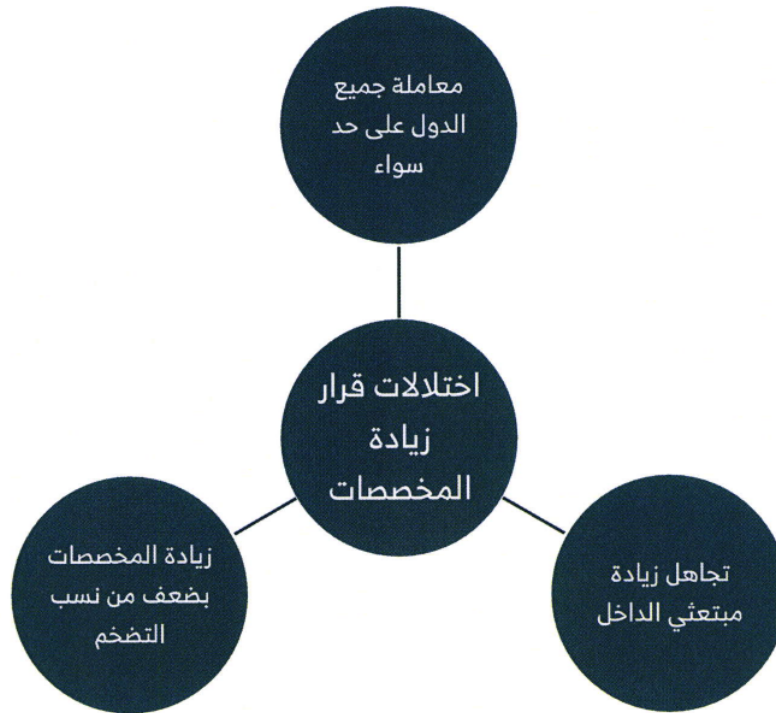 معاملة جميع
الدول على حد
سواء
اختلالات قرار
زيادة
المخصصات
زيادة المخصصات
بضعف من نسب
التضخم
تجاهل زيادة
مبتعثي الداخل